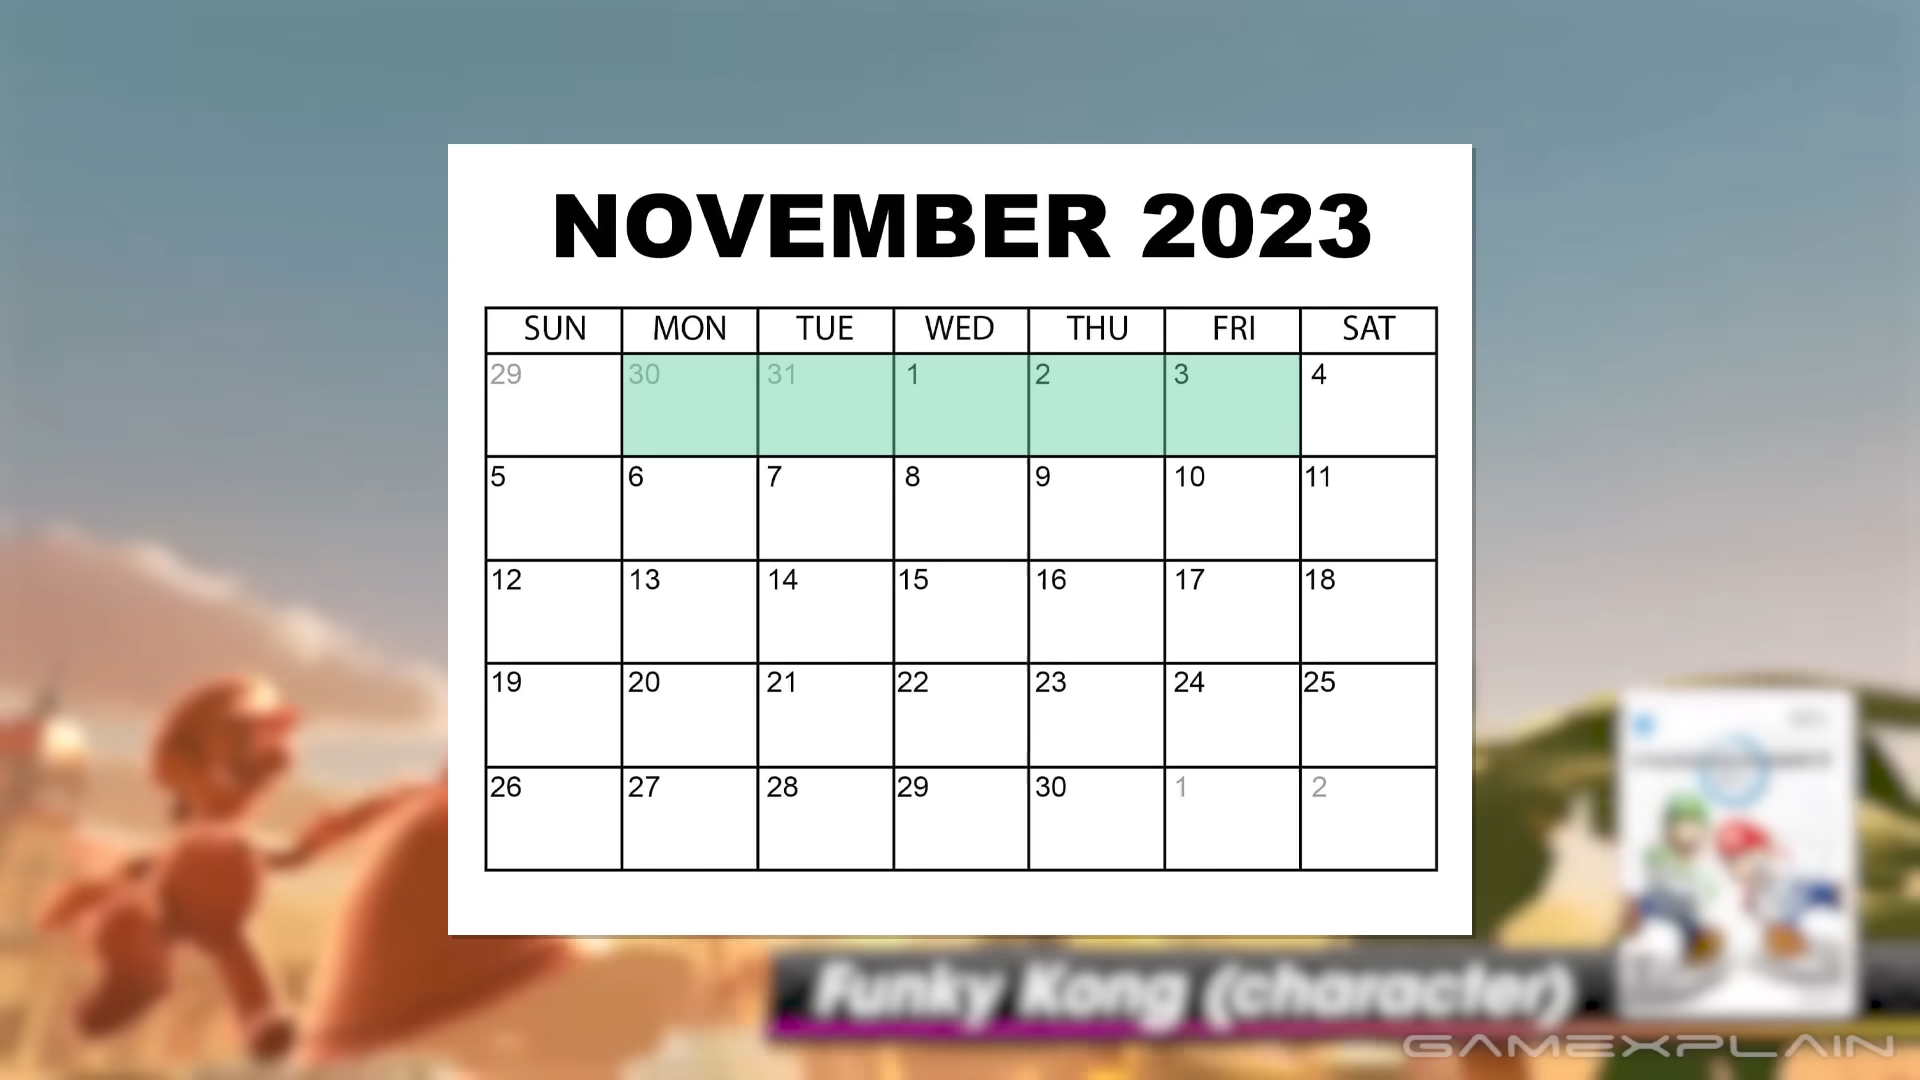 NOVEMBER 2023
SUN MON TUE WED THU FRI SAT
29 30 31 1 2 3 4
5 6 7 8 9 10 11
12 13 14 15 16 17 18
19 20 21 22 23 24 25
26 27 28 29 30 1 2
Funky Kong (character)
GAMEXPLAIN